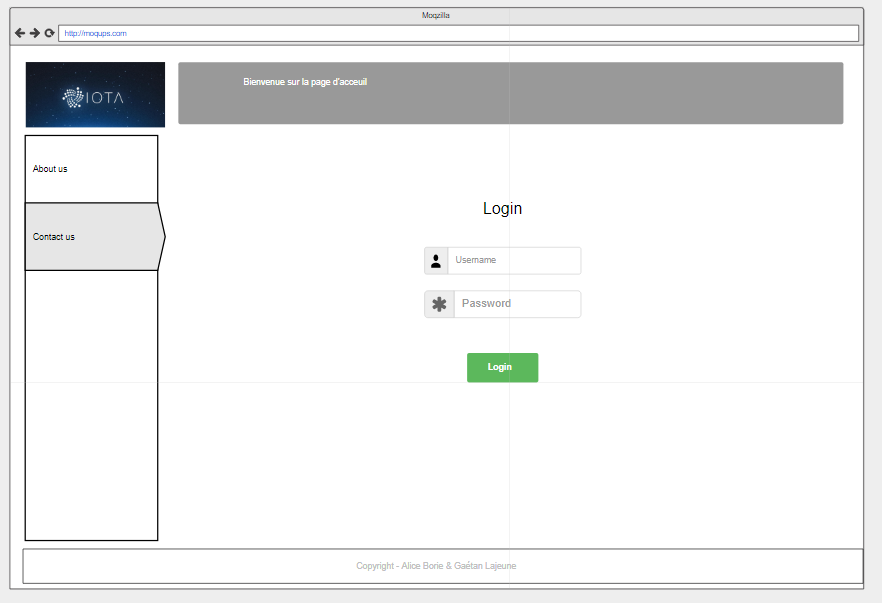 Moqzilla
http://moqups.com
IOTA
Bienvenue sur la page d'acceuil
About us
Contact us
Login
Username
Password
Login
Copyright - Alice Borie & Gaétan Lajeune